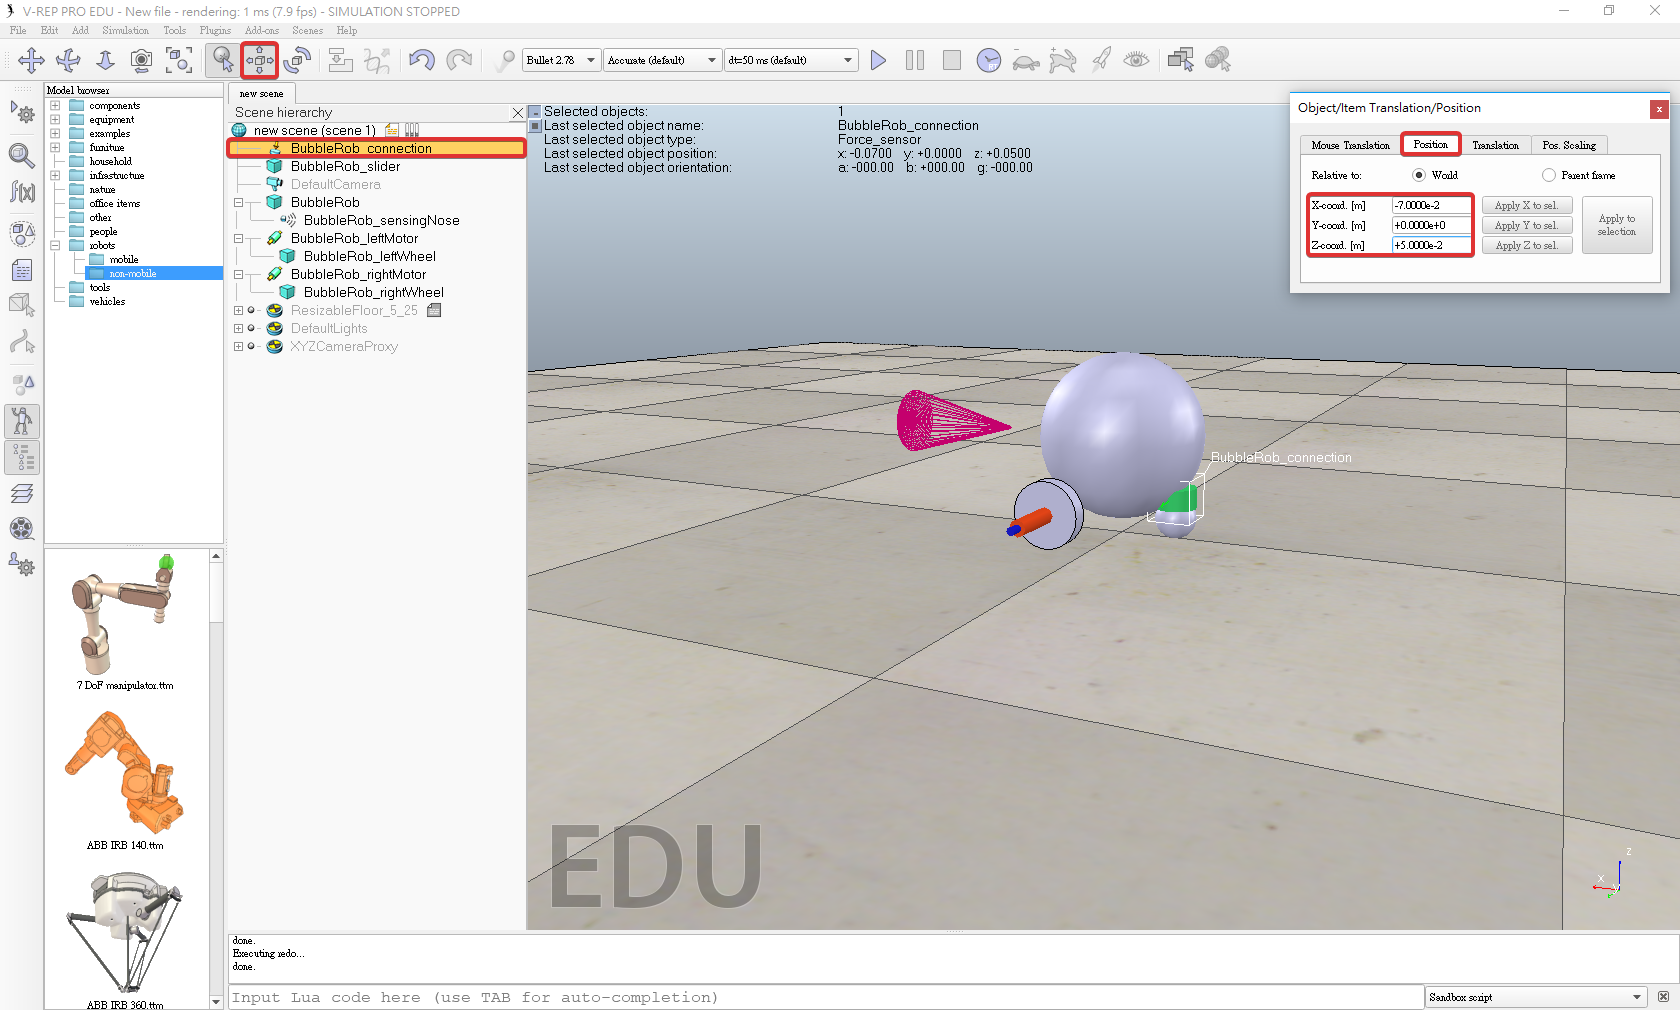 V-REP PRO EDU - New file - rendering: 1 ms (7.9 fps) - SIMULATION STOPPED
File Edit Add Simulation Tools Plugins Add-ons Scenes Help
Bullet 2.78 Accurate (default) dt=50 ms (default)
Model browser
components
equipment
examples
furniture
household
infrastructure
nature
office items
other
people
robots
mobile
non-mobile
tools
vehicles
7 DoF manipulator.ttm
ABB IRB 140.ttm
ABB IRB 360.ttm
new scene
Scene hierarchy
new scene (scene 1)
BubbleRob_connection
BubbleRob_slider
DefaultCamera
BubbleRob
BubbleRob_sensingNose
BubbleRob_leftMotor
BubbleRob_leftWheel
BubbleRob_rightMotor
BubbleRob_rightWheel
ResizableFloor_5_25
DefaultLights
XYZCameraProxy
Selected objects: 1
Last selected object name: BubbleRob_connection
Last selected object type: Force_sensor
Last selected object position: x: -0.0700 y: +0.0000 z: +0.0500
Last selected object orientation: a: -000.00 b: +000.00 g: -000.00
Object/Item Translation/Position
x
Mouse Translation Position Translation Pos. Scaling
Relative to: World Parent frame
X-coord. [m] -7.0000e-2 Apply X to sel.
Y-coord. [m] +0.0000e+0 Apply Y to sel.
Z-coord. [m] +5.0000e-2 Apply Z to sel.
Apply to
selection
BubbleRob_connection
EDU
z
x
y
done.
Executing redo...
done.
Input Lua code here (use TAB for auto-completion)
Sandbox script